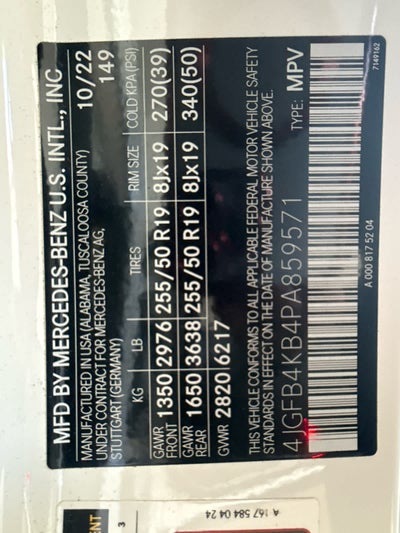 MFD BY MERCEDES-BENZ U.S. INTL., INC
MANUFACTURED IN USA (ALABAMA, TUSCALOOSA COUNTY) 10/22
UNDER CONTRACT FOR MERCEDES-BENZ AG, 149
STUTTGART (GERMANY)
KG LB TIRES RIM SIZE COLD KPA (PSI)
GAWR FRONT 1350 2976 255/50 R19 8Jx19 270(39)
GAWR REAR 1650 3638 255/50 R19 8Jx19 340(50)
GVWR 2820 6217
THIS VEHICLE CONFORMS TO ALL APPLICABLE FEDERAL MOTOR VEHICLE SAFETY
STANDARDS IN EFFECT ON THE DATE OF MANUFACTURE SHOWN ABOVE.
4JGFB4KB4PA859571 TYPE: MPV
A 000 817 52 04
7149162
A 167 584 04 24
ENT
3